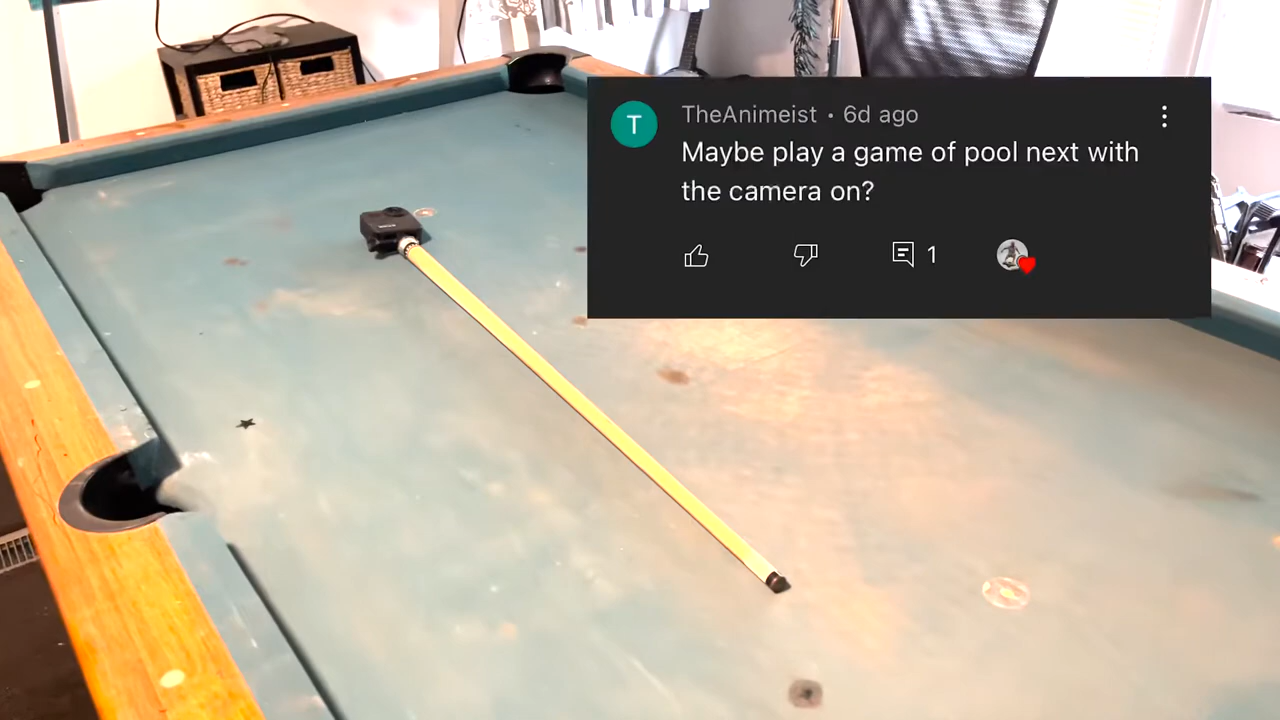 T
TheAnimeist • 6d ago
Maybe play a game of pool next with
the camera on?
1